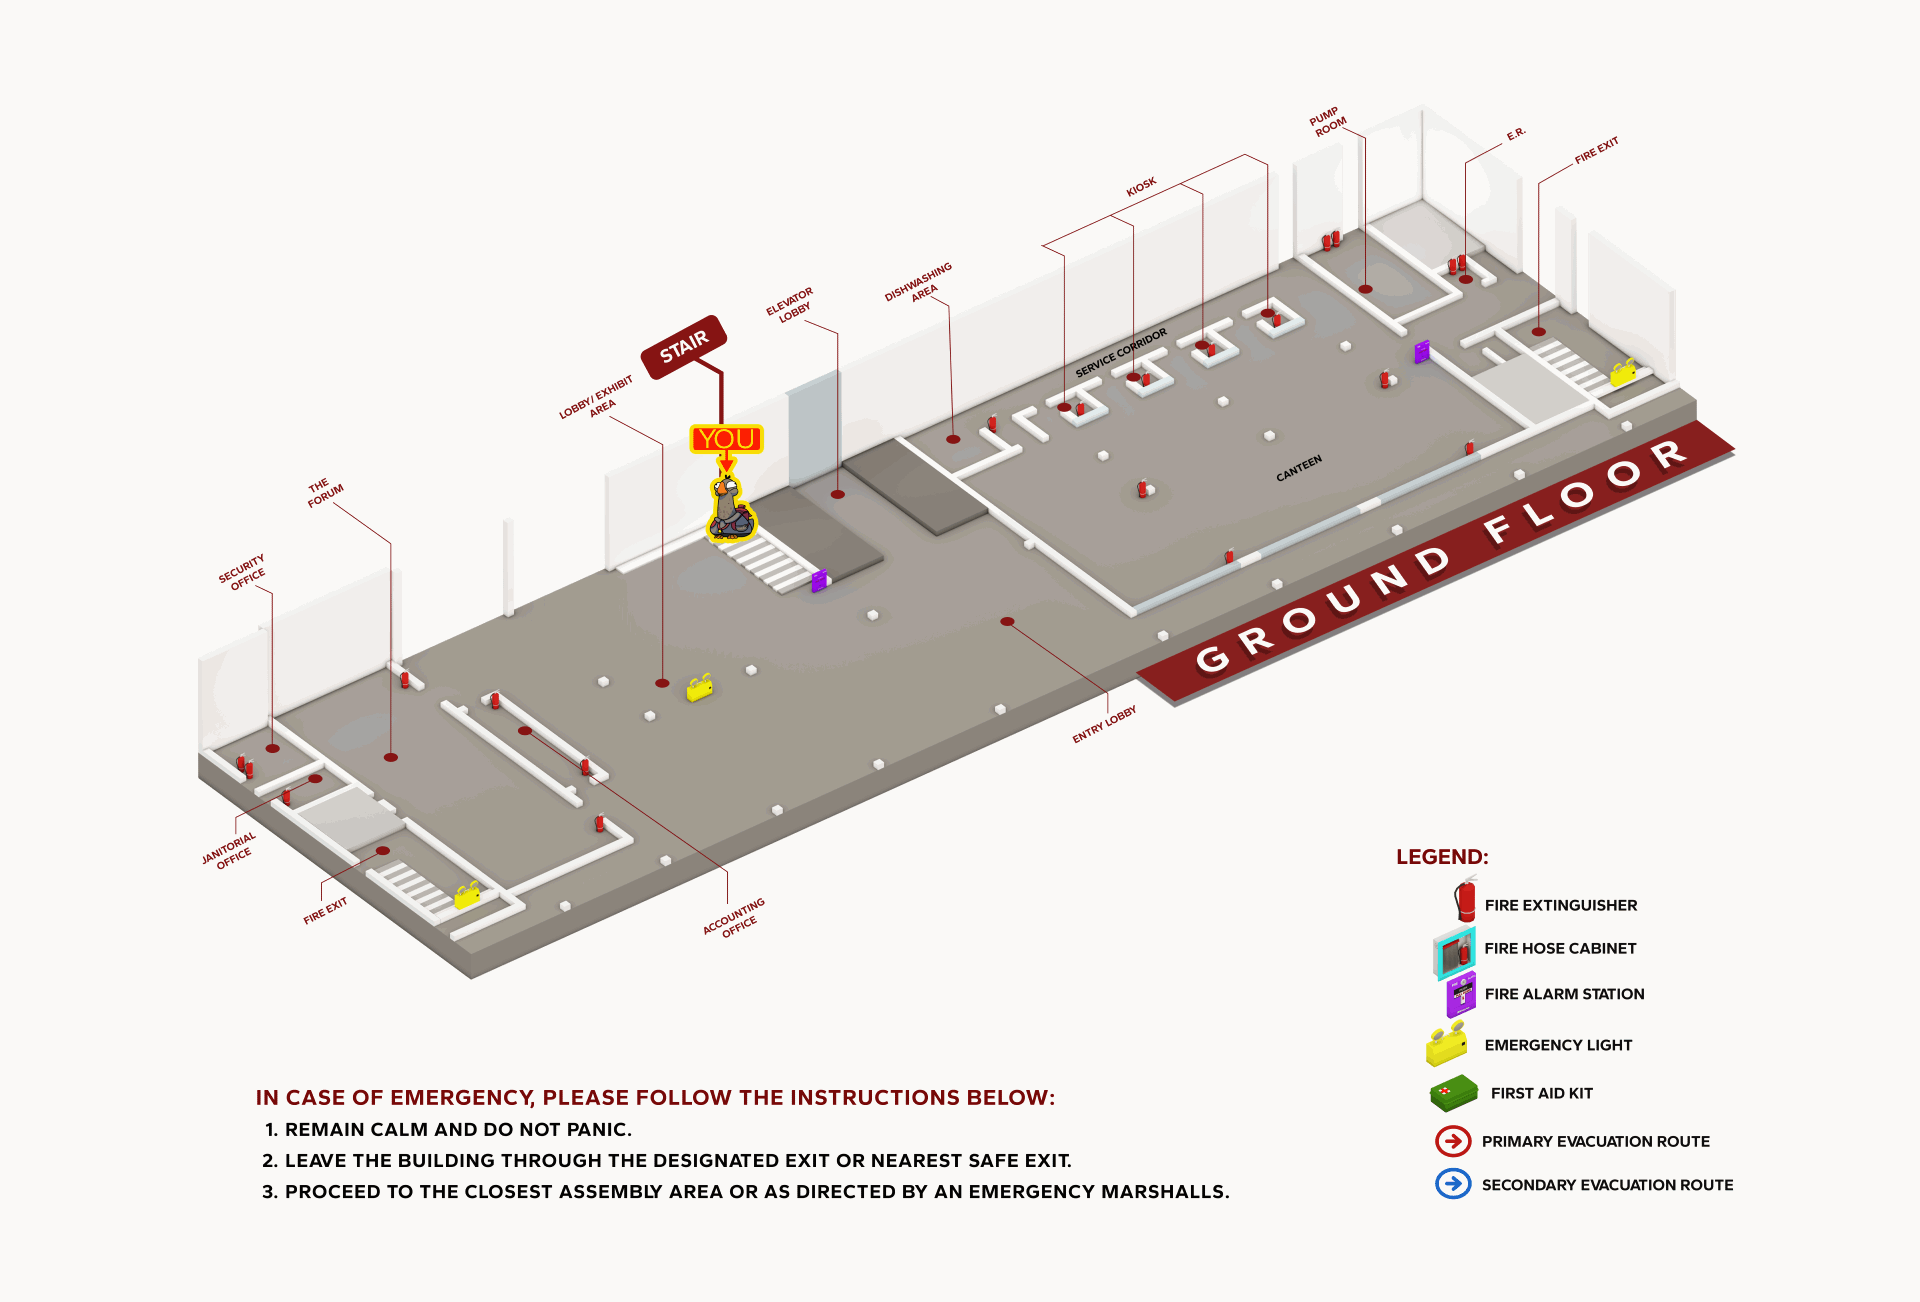 PUMP
ROOM
E.R.
FIRE EXIT
KIOSK
DISHWASHING
AREA
ELEVATOR
LOBBY
SERVICE CORRIDOR
STAIR
LOBBY/ EXHIBIT
AREA
YOU
CANTEEN
THE
FORUM
SECURITY
OFFICE
GROUND FLOOR
ENTRY LOBBY
JANITORIAL
OFFICE
FIRE EXIT
ACCOUNTING
OFFICE
LEGEND:
FIRE EXTINGUISHER
FIRE HOSE CABINET
FIRE ALARM STATION
EMERGENCY LIGHT
FIRST AID KIT
PRIMARY EVACUATION ROUTE
SECONDARY EVACUATION ROUTE
IN CASE OF EMERGENCY, PLEASE FOLLOW THE INSTRUCTIONS BELOW:
1. REMAIN CALM AND DO NOT PANIC.
2. LEAVE THE BUILDING THROUGH THE DESIGNATED EXIT OR NEAREST SAFE EXIT.
3. PROCEED TO THE CLOSEST ASSEMBLY AREA OR AS DIRECTED BY AN EMERGENCY MARSHALLS.